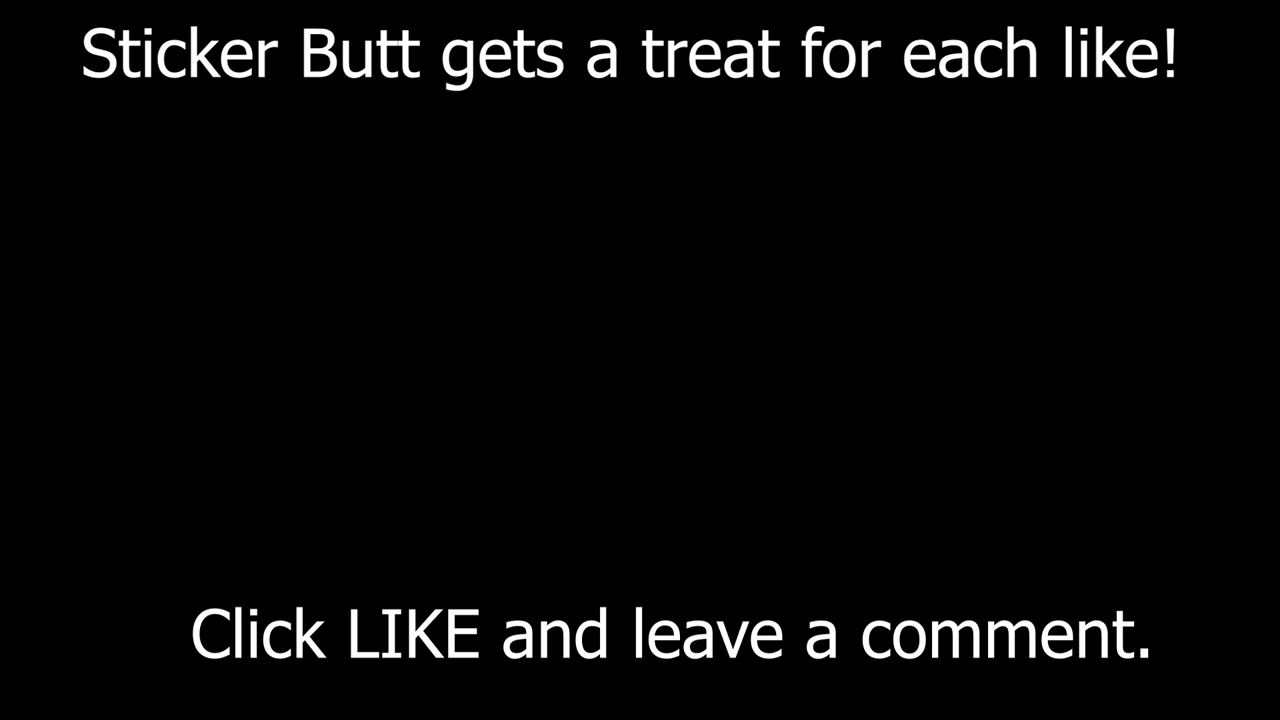 Sticker Butt gets a treat for each like!
Click LIKE and leave a comment.